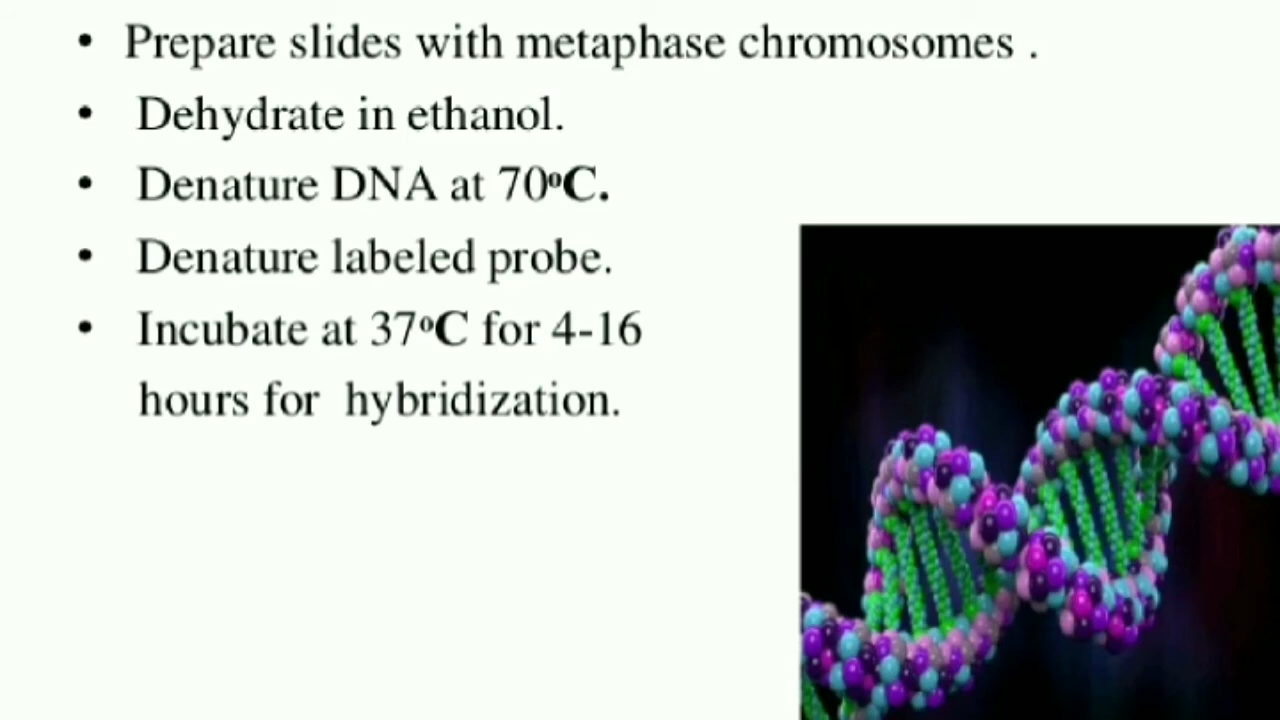 • Prepare slides with metaphase chromosomes .
• Dehydrate in ethanol.
• Denature DNA at 70ºC.
• Denature labeled probe.
• Incubate at 37ºC for 4-16
hours for hybridization.